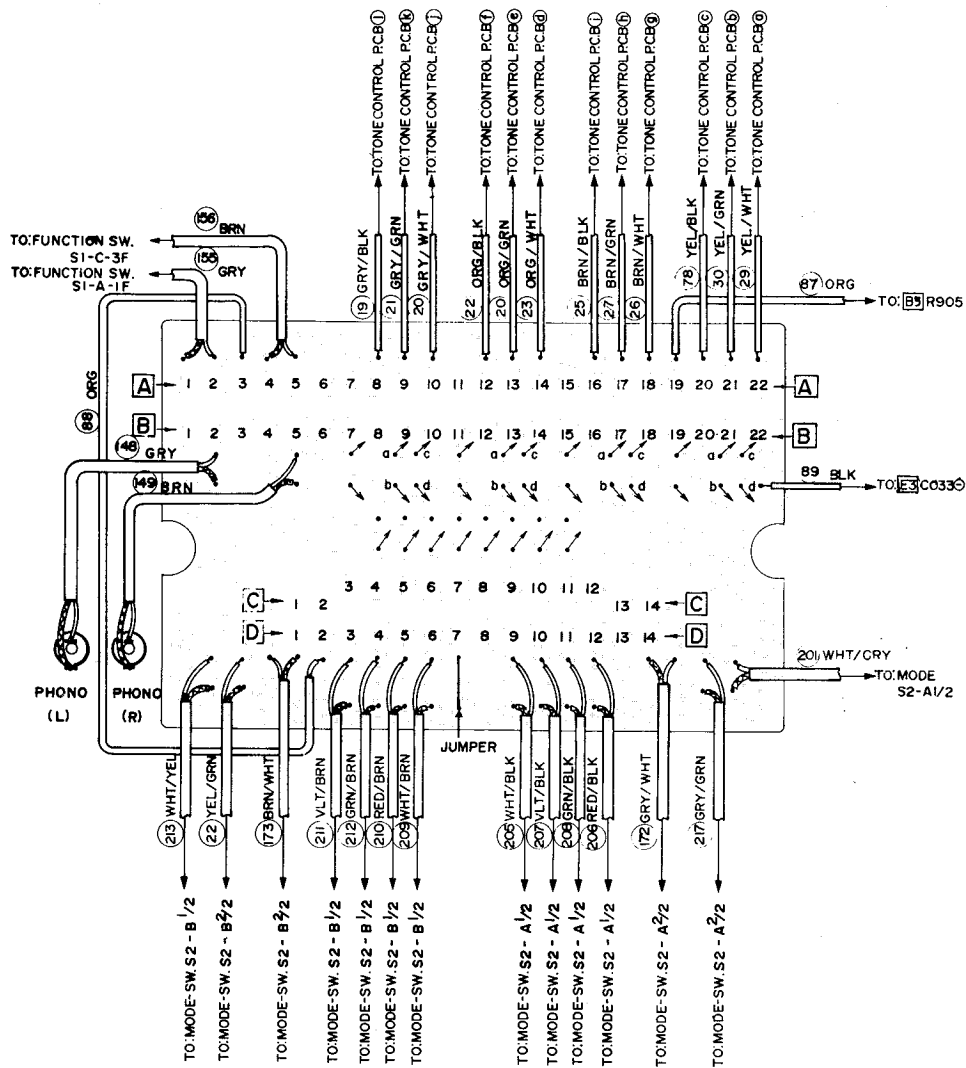 TO:TONE CONTROL P.C.B ⓛ
TO:TONE CONTROL P.C.B ⓚ
TO:TONE CONTROL P.C.B ⓙ
TO:TONE CONTROL P.C.B ⓕ
TO:TONE CONTROL P.C.B ⓔ
TO:TONE CONTROL P.C.B ⓓ
TO:TONE CONTROL P.C.B ⓘ
TO:TONE CONTROL P.C.B ⓗ
TO:TONE CONTROL P.C.B ⓖ
TO:TONE CONTROL P.C.B ⓒ
TO:TONE CONTROL P.C.B ⓑ
TO:TONE CONTROL P.C.B ⓐ
156 BRN
TO:FUNCTION SW.
S1-C-3F
155 GRY
TO:FUNCTION SW.
S1-A-1F
19 GRY/BLK
21 GRY/GRN
20 GRY/WHT
22 ORG/BLK
20 ORG/GRN
23 ORG/WHT
25 BRN/BLK
27 BRN/GRN
26 BRN/WHT
78 YEL/BLK
30 YEL/GRN
29 YEL/WHT
87 ORG
TO: B5 R905
88 ORG
A 1 2 3 4 5 6 7 8 9 10 11 12 13 14 15 16 17 18 19 20 21 22 A
B 1 2 3 4 5 6 7 8 9 10 11 12 13 14 15 16 17 18 19 20 21 22 B
148 GRY
a c a c a c a c
149 BRN
b d b d b d b d
89 BLK
TO: E3 C033⊖
3 4 5 6 7 8 9 10 11 12
C 1 2 13 14 C
D 1 2 3 4 5 6 7 8 9 10 11 12 13 14 D
201 WHT/GRY
TO:MODE
S2-A1/2
PHONO
(L)
PHONO
(R)
JUMPER
213 WHT/YEL
22 YEL/GRN
173 BRN/WHT
211 VLT/BRN
212 GRN/BRN
210 RED/BRN
209 WHT/BRN
205 WHT/BLK
207 VLT/BLK
208 GRN/BLK
206 RED/BLK
172 GRY/WHT
217 GRY/GRN
TO:MODE-SW. S2-B 1/2
TO:MODE-SW. S2-B 2/2
TO:MODE-SW. S2-B 2/2
TO:MODE-SW. S2-B 1/2
TO:MODE-SW. S2-B 1/2
TO:MODE-SW. S2-B 1/2
TO:MODE-SW. S2-B 1/2
TO:MODE-SW. S2-A 1/2
TO:MODE-SW. S2-A 1/2
TO:MODE-SW. S2-A 1/2
TO:MODE-SW. S2-A 1/2
TO:MODE-SW. S2-A 2/2
TO:MODE-SW. S2-A 2/2